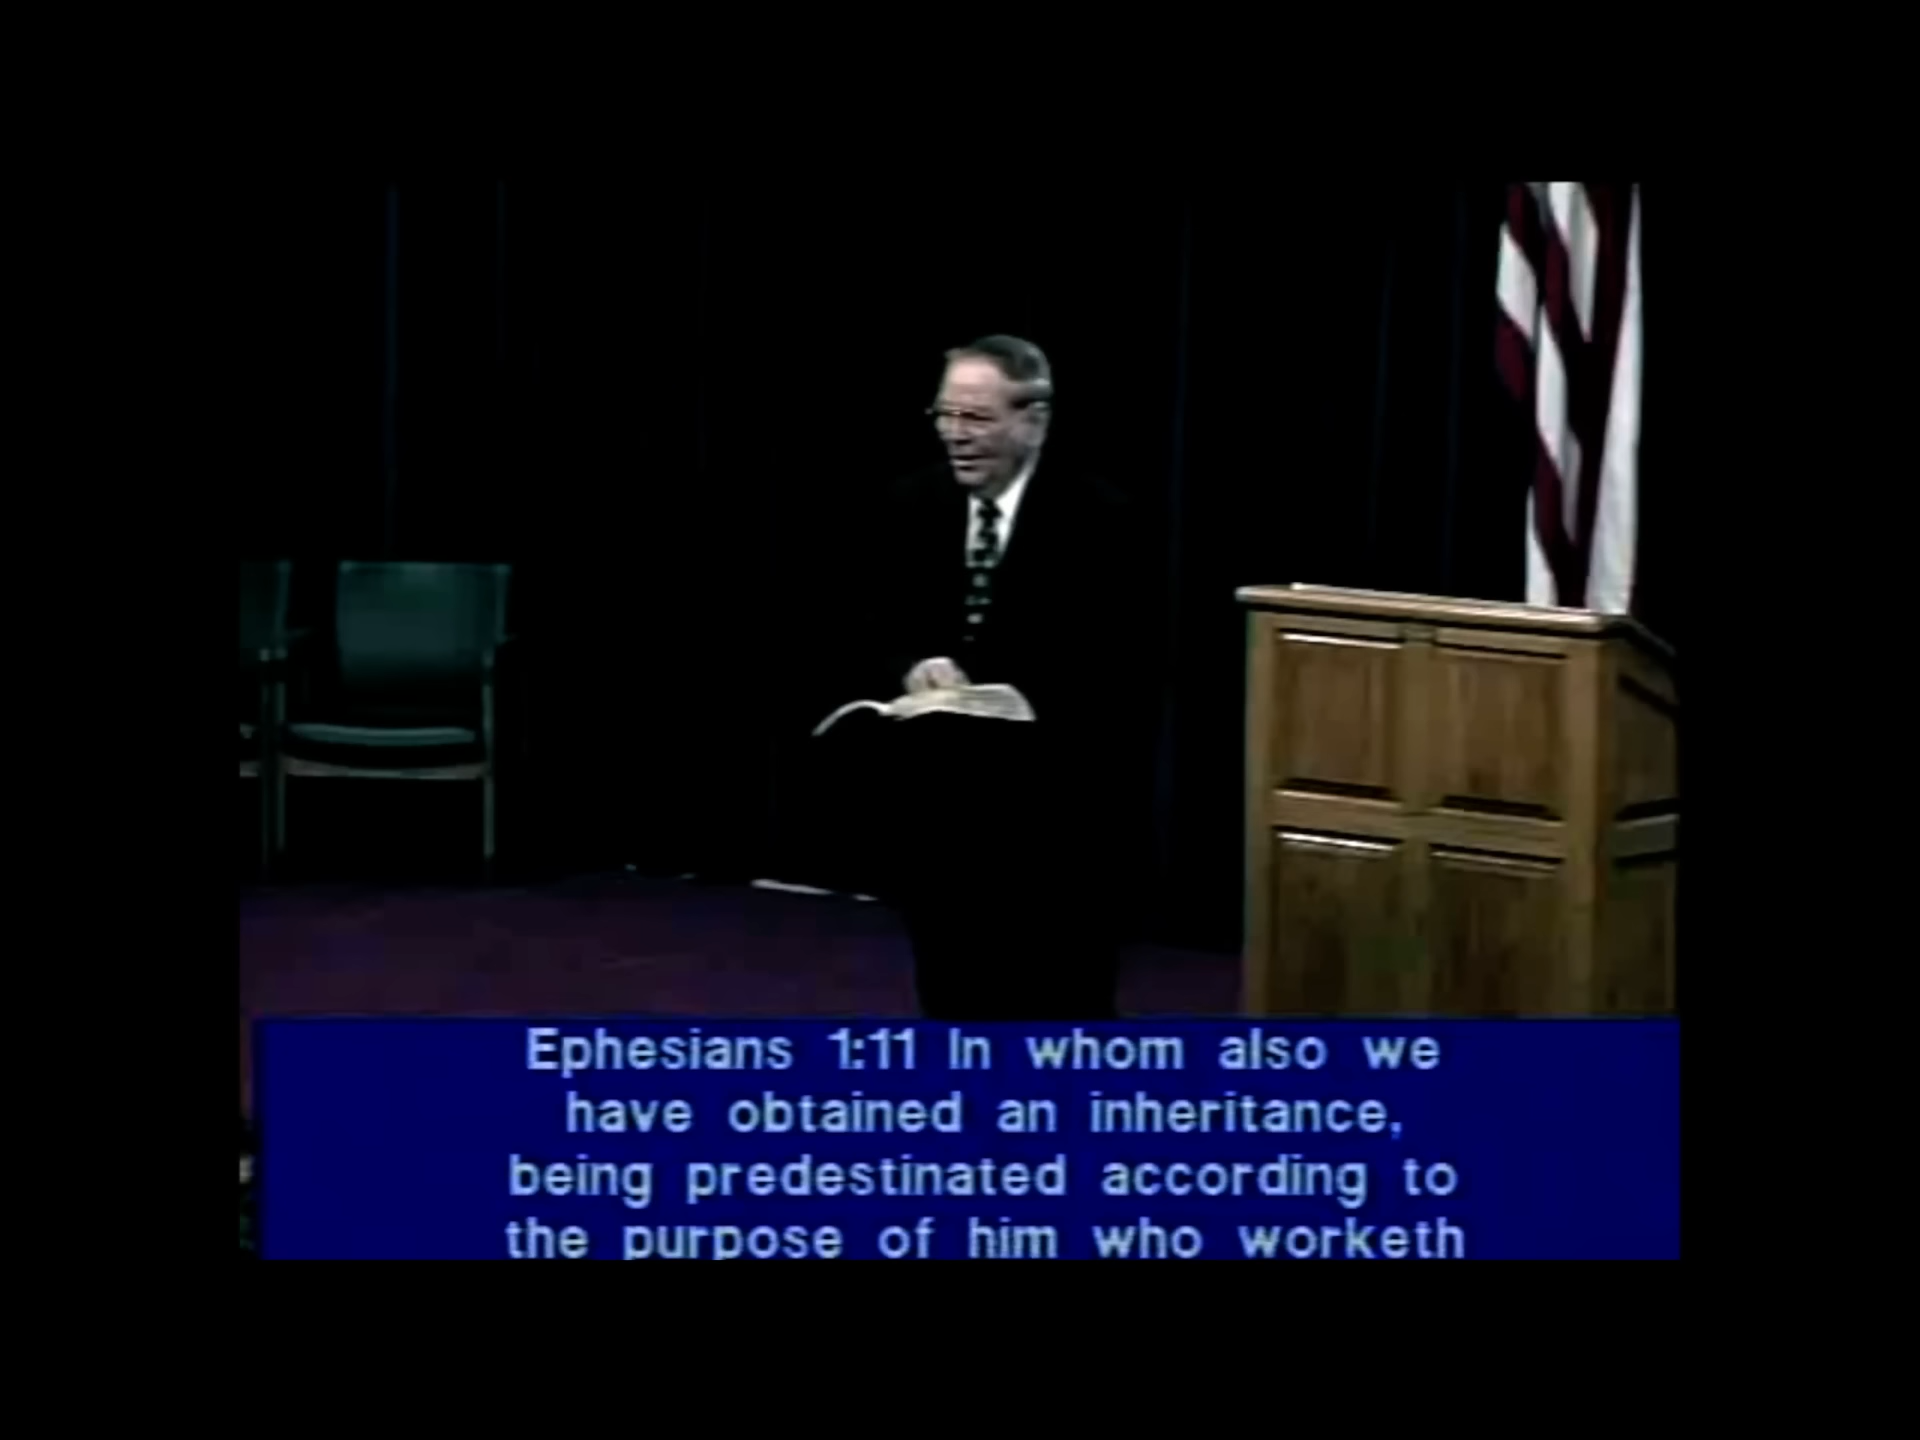 Ephesians 1:11 In whom also we
have obtained an inheritance,
being predestinated according to
the purpose of him who worketh